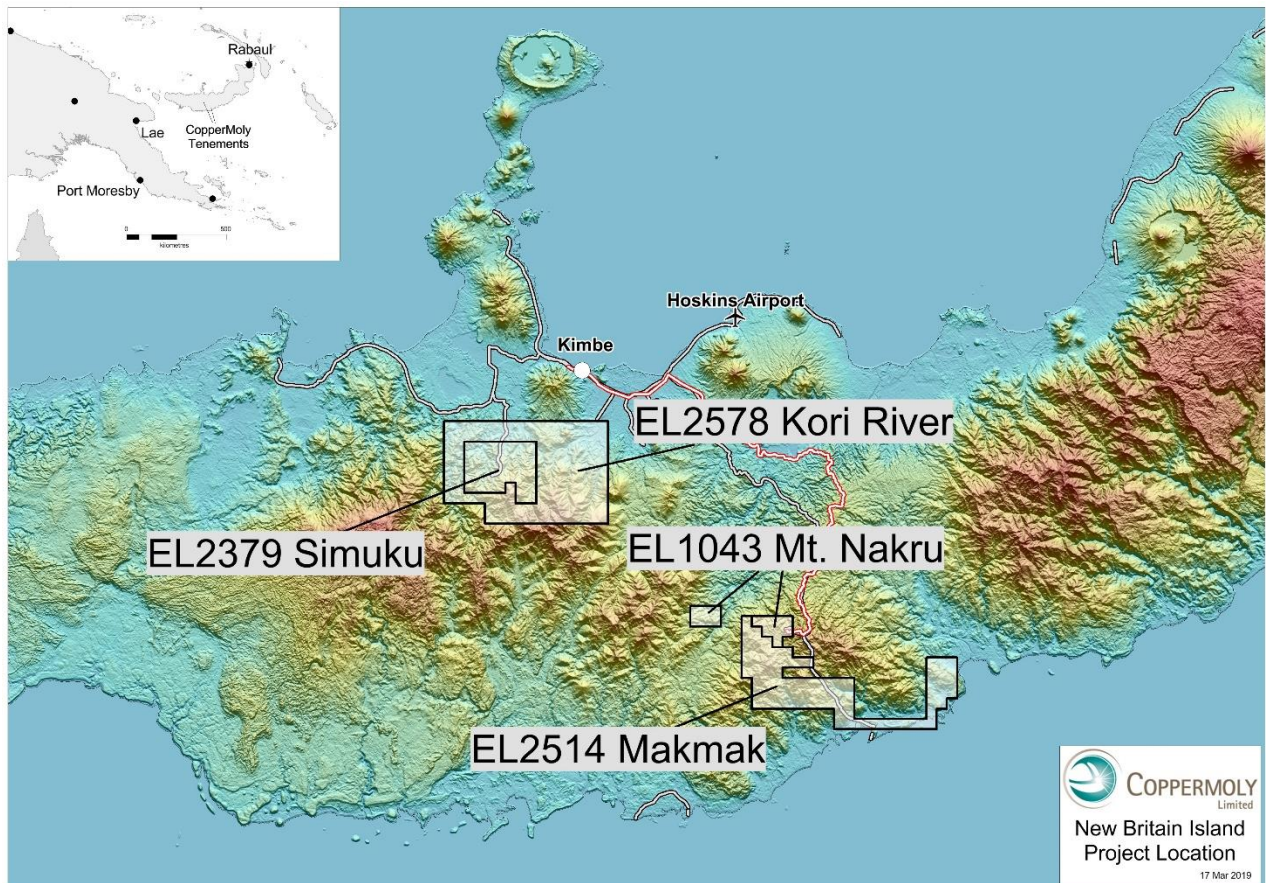 Rabaul
CopperMoly
Tenements
Lae
Port Moresby
0 500
kilometres
Hoskins Airport
Kimbe
EL2578 Kori River
EL2379 Simuku
EL1043 Mt. Nakru
EL2514 Makmak
COPPERMOLY
Limited
New Britain Island
Project Location
17 Mar 2019